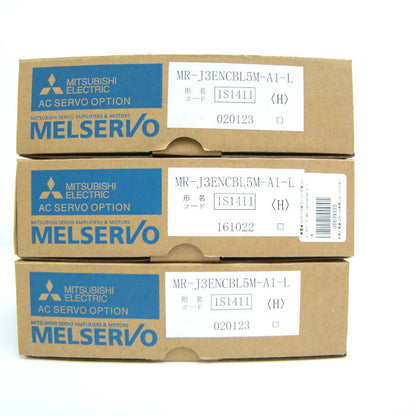 MITSUBISHI
ELECTRIC
AC SERVO OPTION
MITSUBISHI SERVO AMPLIFIERS & MOTORS
MELSERVO
MR-J3ENCBL5M-A1-L
形名
コード
1S1411
〈H〉
020123
MITSUBISHI
ELECTRIC
AC SERVO OPTION
MITSUBISHI SERVO AMPLIFIERS & MOTORS
MELSERVO
MR-J3ENCBL5M-A1-L
形名
コード
1S1411
〈H〉
161022
MITSUBISHI
ELECTRIC
AC SERVO OPTION
MITSUBISHI SERVO AMPLIFIERS & MOTORS
MELSERVO
MR-J3ENCBL5M-A1-L
形名
コード
1S1411
〈H〉
020123